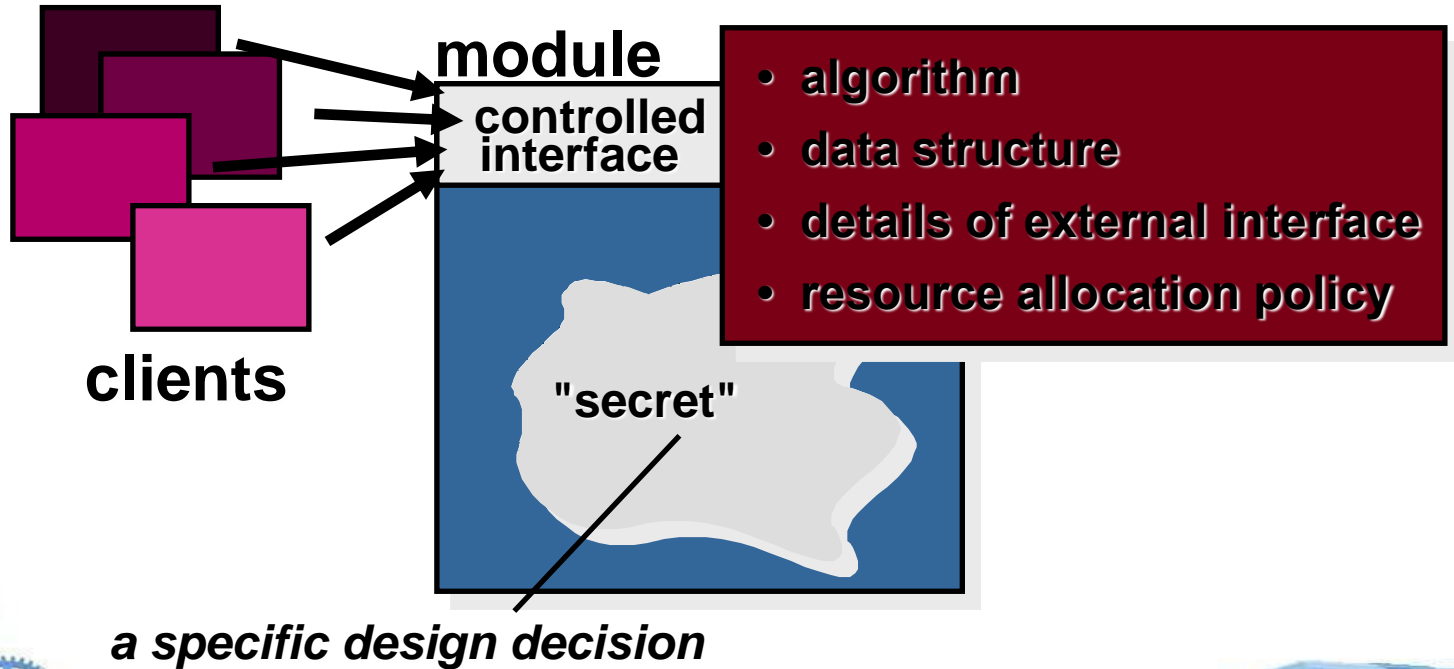 module
controlled
interface
• algorithm
• data structure
• details of external interface
• resource allocation policy
clients
"secret"
a specific design decision